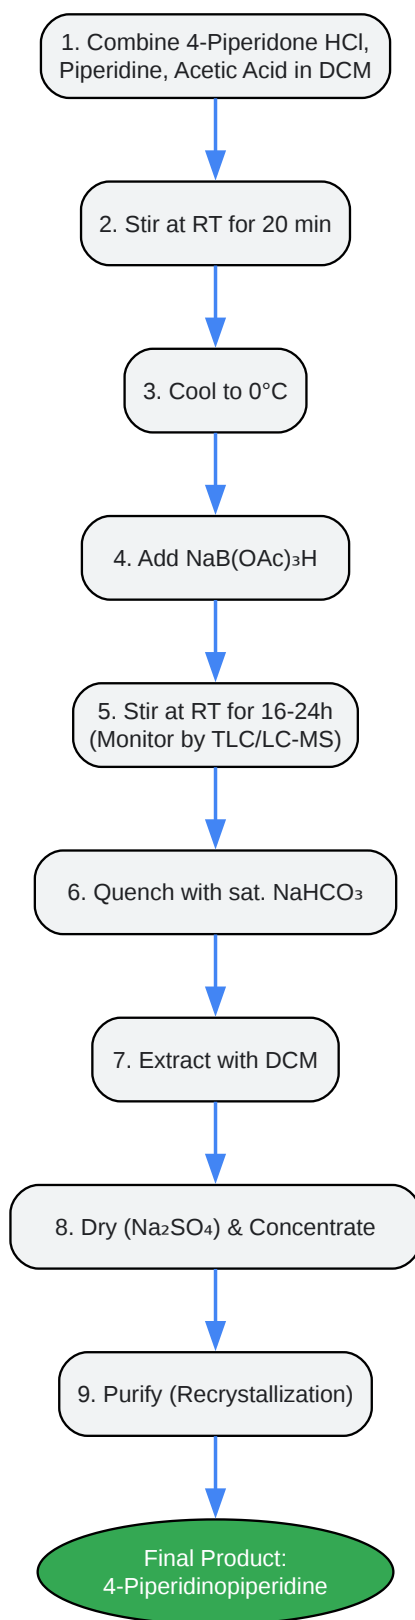 1. Combine 4-Piperidone HCl,
Piperidine, Acetic Acid in DCM
2. Stir at RT for 20 min
3. Cool to 0°C
4. Add NaB(OAc)₃H
5. Stir at RT for 16-24h
(Monitor by TLC/LC-MS)
6. Quench with sat. NaHCO₃
7. Extract with DCM
8. Dry (Na₂SO₄) & Concentrate
9. Purify (Recrystallization)
Final Product:
4-Piperidinopiperidine